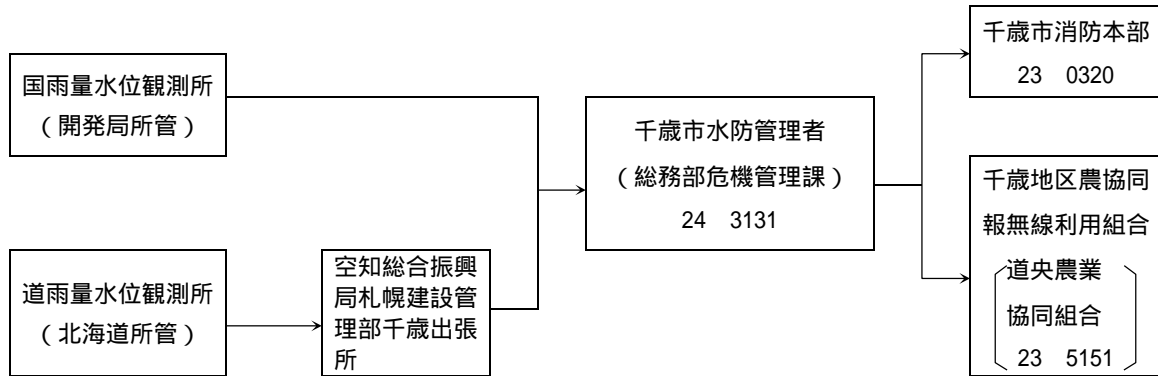 国雨量水位観測所
（開発局所管）
道雨量水位観測所
（北海道所管）
空知総合振興
局札幌建設管
理部千歳出張
所
千歳市水防管理者
（総務部危機管理課）
24　3131
千歳市消防本部
23　0320
千歳地区農協同
報無線利用組合
道央農業
協同組合
23　5151